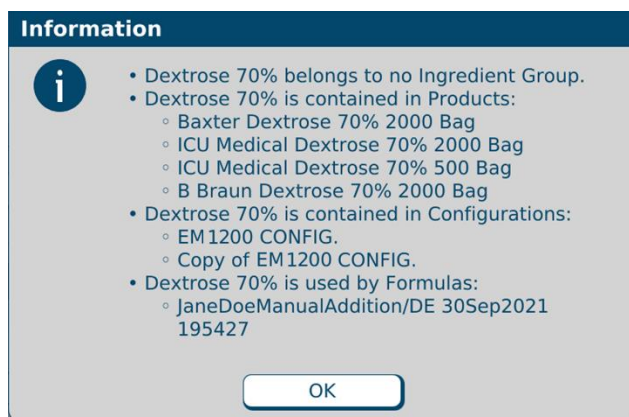 Information
i
• Dextrose 70% belongs to no Ingredient Group.
• Dextrose 70% is contained in Products:
◦ Baxter Dextrose 70% 2000 Bag
◦ ICU Medical Dextrose 70% 2000 Bag
◦ ICU Medical Dextrose 70% 500 Bag
◦ B Braun Dextrose 70% 2000 Bag
• Dextrose 70% is contained in Configurations:
◦ EM1200 CONFIG.
◦ Copy of EM1200 CONFIG.
• Dextrose 70% is used by Formulas:
◦ JaneDoeManualAddition/DE 30Sep2021
195427
OK